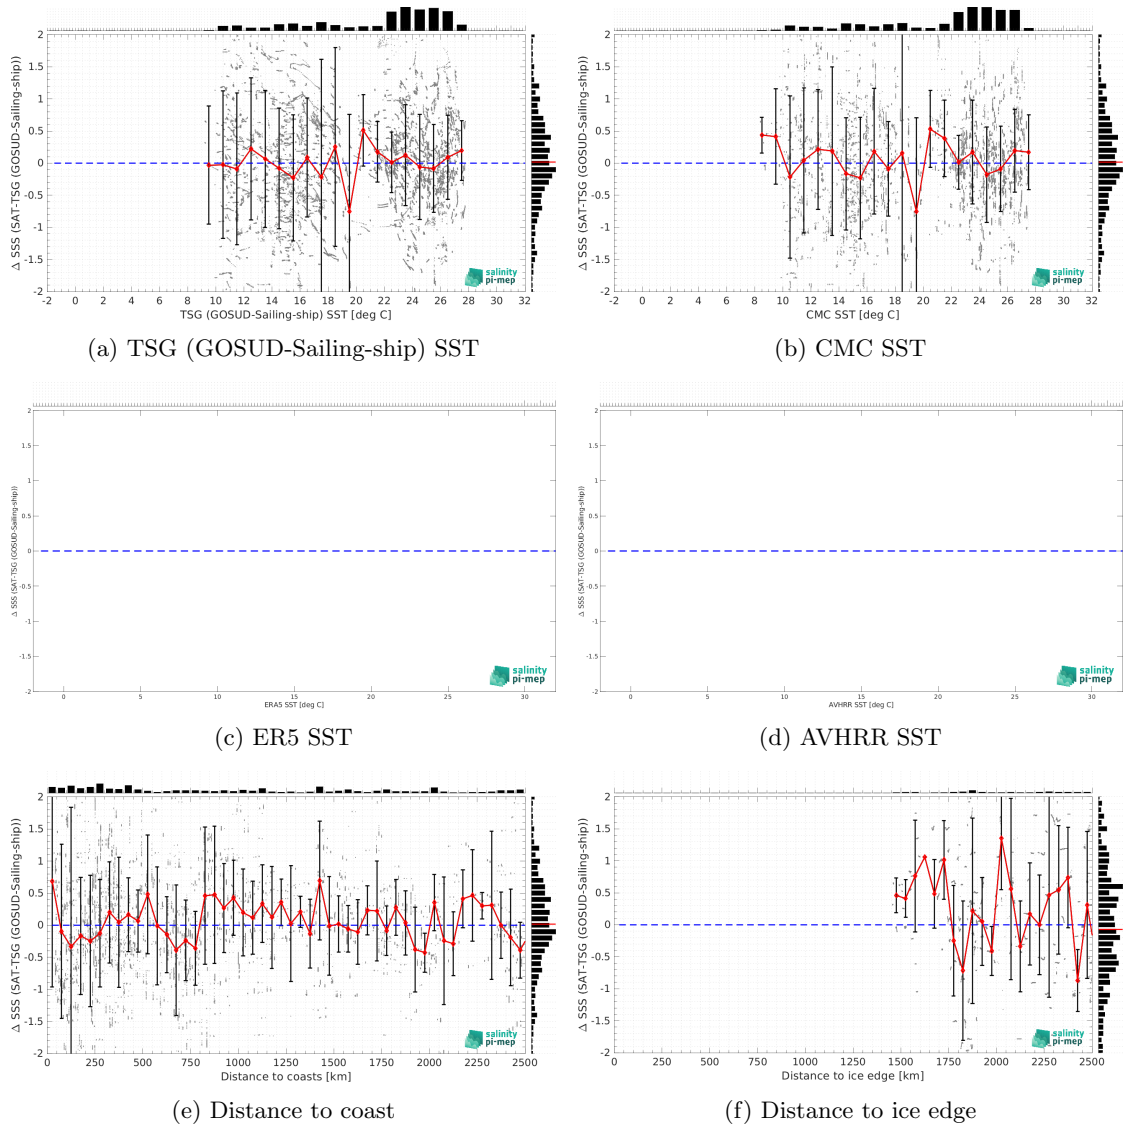 2
1.5
1
0.5
0
-0.5
-1
-1.5
-2
Δ SSS (SAT-TSG (GOSUD-Sailing-ship))
-2 0 2 4 6 8 10 12 14 16 18 20 22 24 26 28 30 32
TSG (GOSUD-Sailing-ship) SST [deg C]
salinity
pi-mep
(a) TSG (GOSUD-Sailing-ship) SST
2
1.5
1
0.5
0
-0.5
-1
-1.5
-2
Δ SSS (SAT-TSG (GOSUD-Sailing-ship))
-2 0 2 4 6 8 10 12 14 16 18 20 22 24 26 28 30 32
CMC SST [deg C]
salinity
pi-mep
(b) CMC SST
2
1.5
1
0.5
0
-0.5
-1
-1.5
-2
Δ SSS (SAT-TSG (GOSUD-Sailing-ship))
0 5 10 15 20 25 30
ERA5 SST [deg C]
salinity
pi-mep
(c) ER5 SST
2
1.5
1
0.5
0
-0.5
-1
-1.5
-2
Δ SSS (SAT-TSG (GOSUD-Sailing-ship))
0 5 10 15 20 25 30
AVHRR SST [deg C]
salinity
pi-mep
(d) AVHRR SST
2
1.5
1
0.5
0
-0.5
-1
-1.5
-2
Δ SSS (SAT-TSG (GOSUD-Sailing-ship))
0 250 500 750 1000 1250 1500 1750 2000 2250 2500
Distance to coasts [km]
salinity
pi-mep
(e) Distance to coast
2
1.5
1
0.5
0
-0.5
-1
-1.5
-2
Δ SSS (SAT-TSG (GOSUD-Sailing-ship))
0 250 500 750 1000 1250 1500 1750 2000 2250 2500
Distance to ice edge [km]
salinity
pi-mep
(f) Distance to ice edge